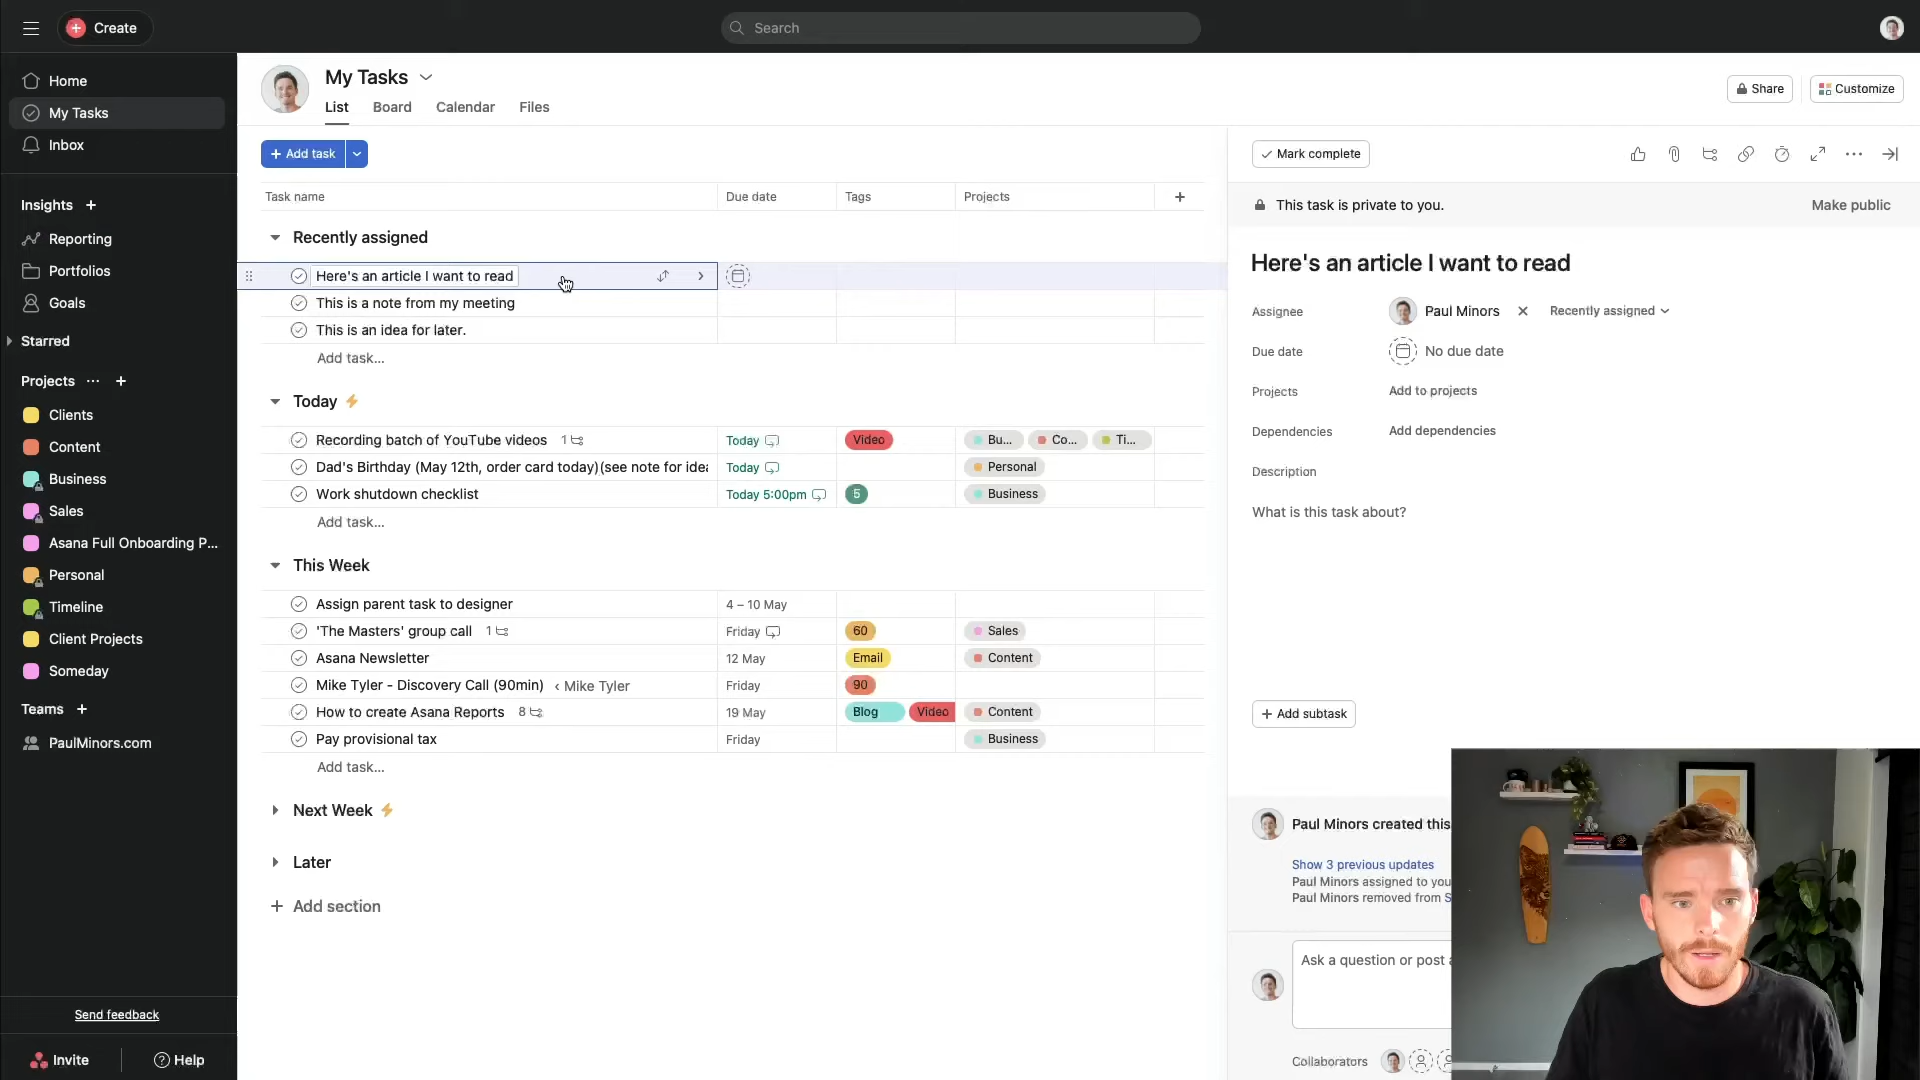 Create
Search
Home
My Tasks
Inbox
Insights
Reporting
Portfolios
Goals
Starred
Projects
Clients
Content
Business
Sales
Asana Full Onboarding P...
Personal
Timeline
Client Projects
Someday
Teams
PaulMinors.com
Send feedback
Invite
? Help
My Tasks
List Board Calendar Files
Share
Customize
+ Add task
Task name Due date Tags Projects
Recently assigned
Here's an article I want to read
This is a note from my meeting
This is an idea for later.
Add task...
Today
Recording batch of YouTube videos 1 Today Video Bu... Co... Ti...
Dad's Birthday (May 12th, order card today)(see note for idea Today Personal
Work shutdown checklist Today 5:00pm 5 Business
Add task...
This Week
Assign parent task to designer 4 – 10 May
'The Masters' group call 1 Friday 60 Sales
Asana Newsletter 12 May Email Content
Mike Tyler - Discovery Call (90min) ‹ Mike Tyler Friday 90
How to create Asana Reports 8 19 May Blog Video Content
Pay provisional tax Friday Business
Add task...
Next Week
Later
+ Add section
Mark complete
This task is private to you. Make public
Here's an article I want to read
Assignee Paul Minors Recently assigned
Due date No due date
Projects Add to projects
Dependencies Add dependencies
Description
What is this task about?
+ Add subtask
Paul Minors created this
Show 3 previous updates
Paul Minors assigned to you
Paul Minors removed from S
Ask a question or post a
Collaborators